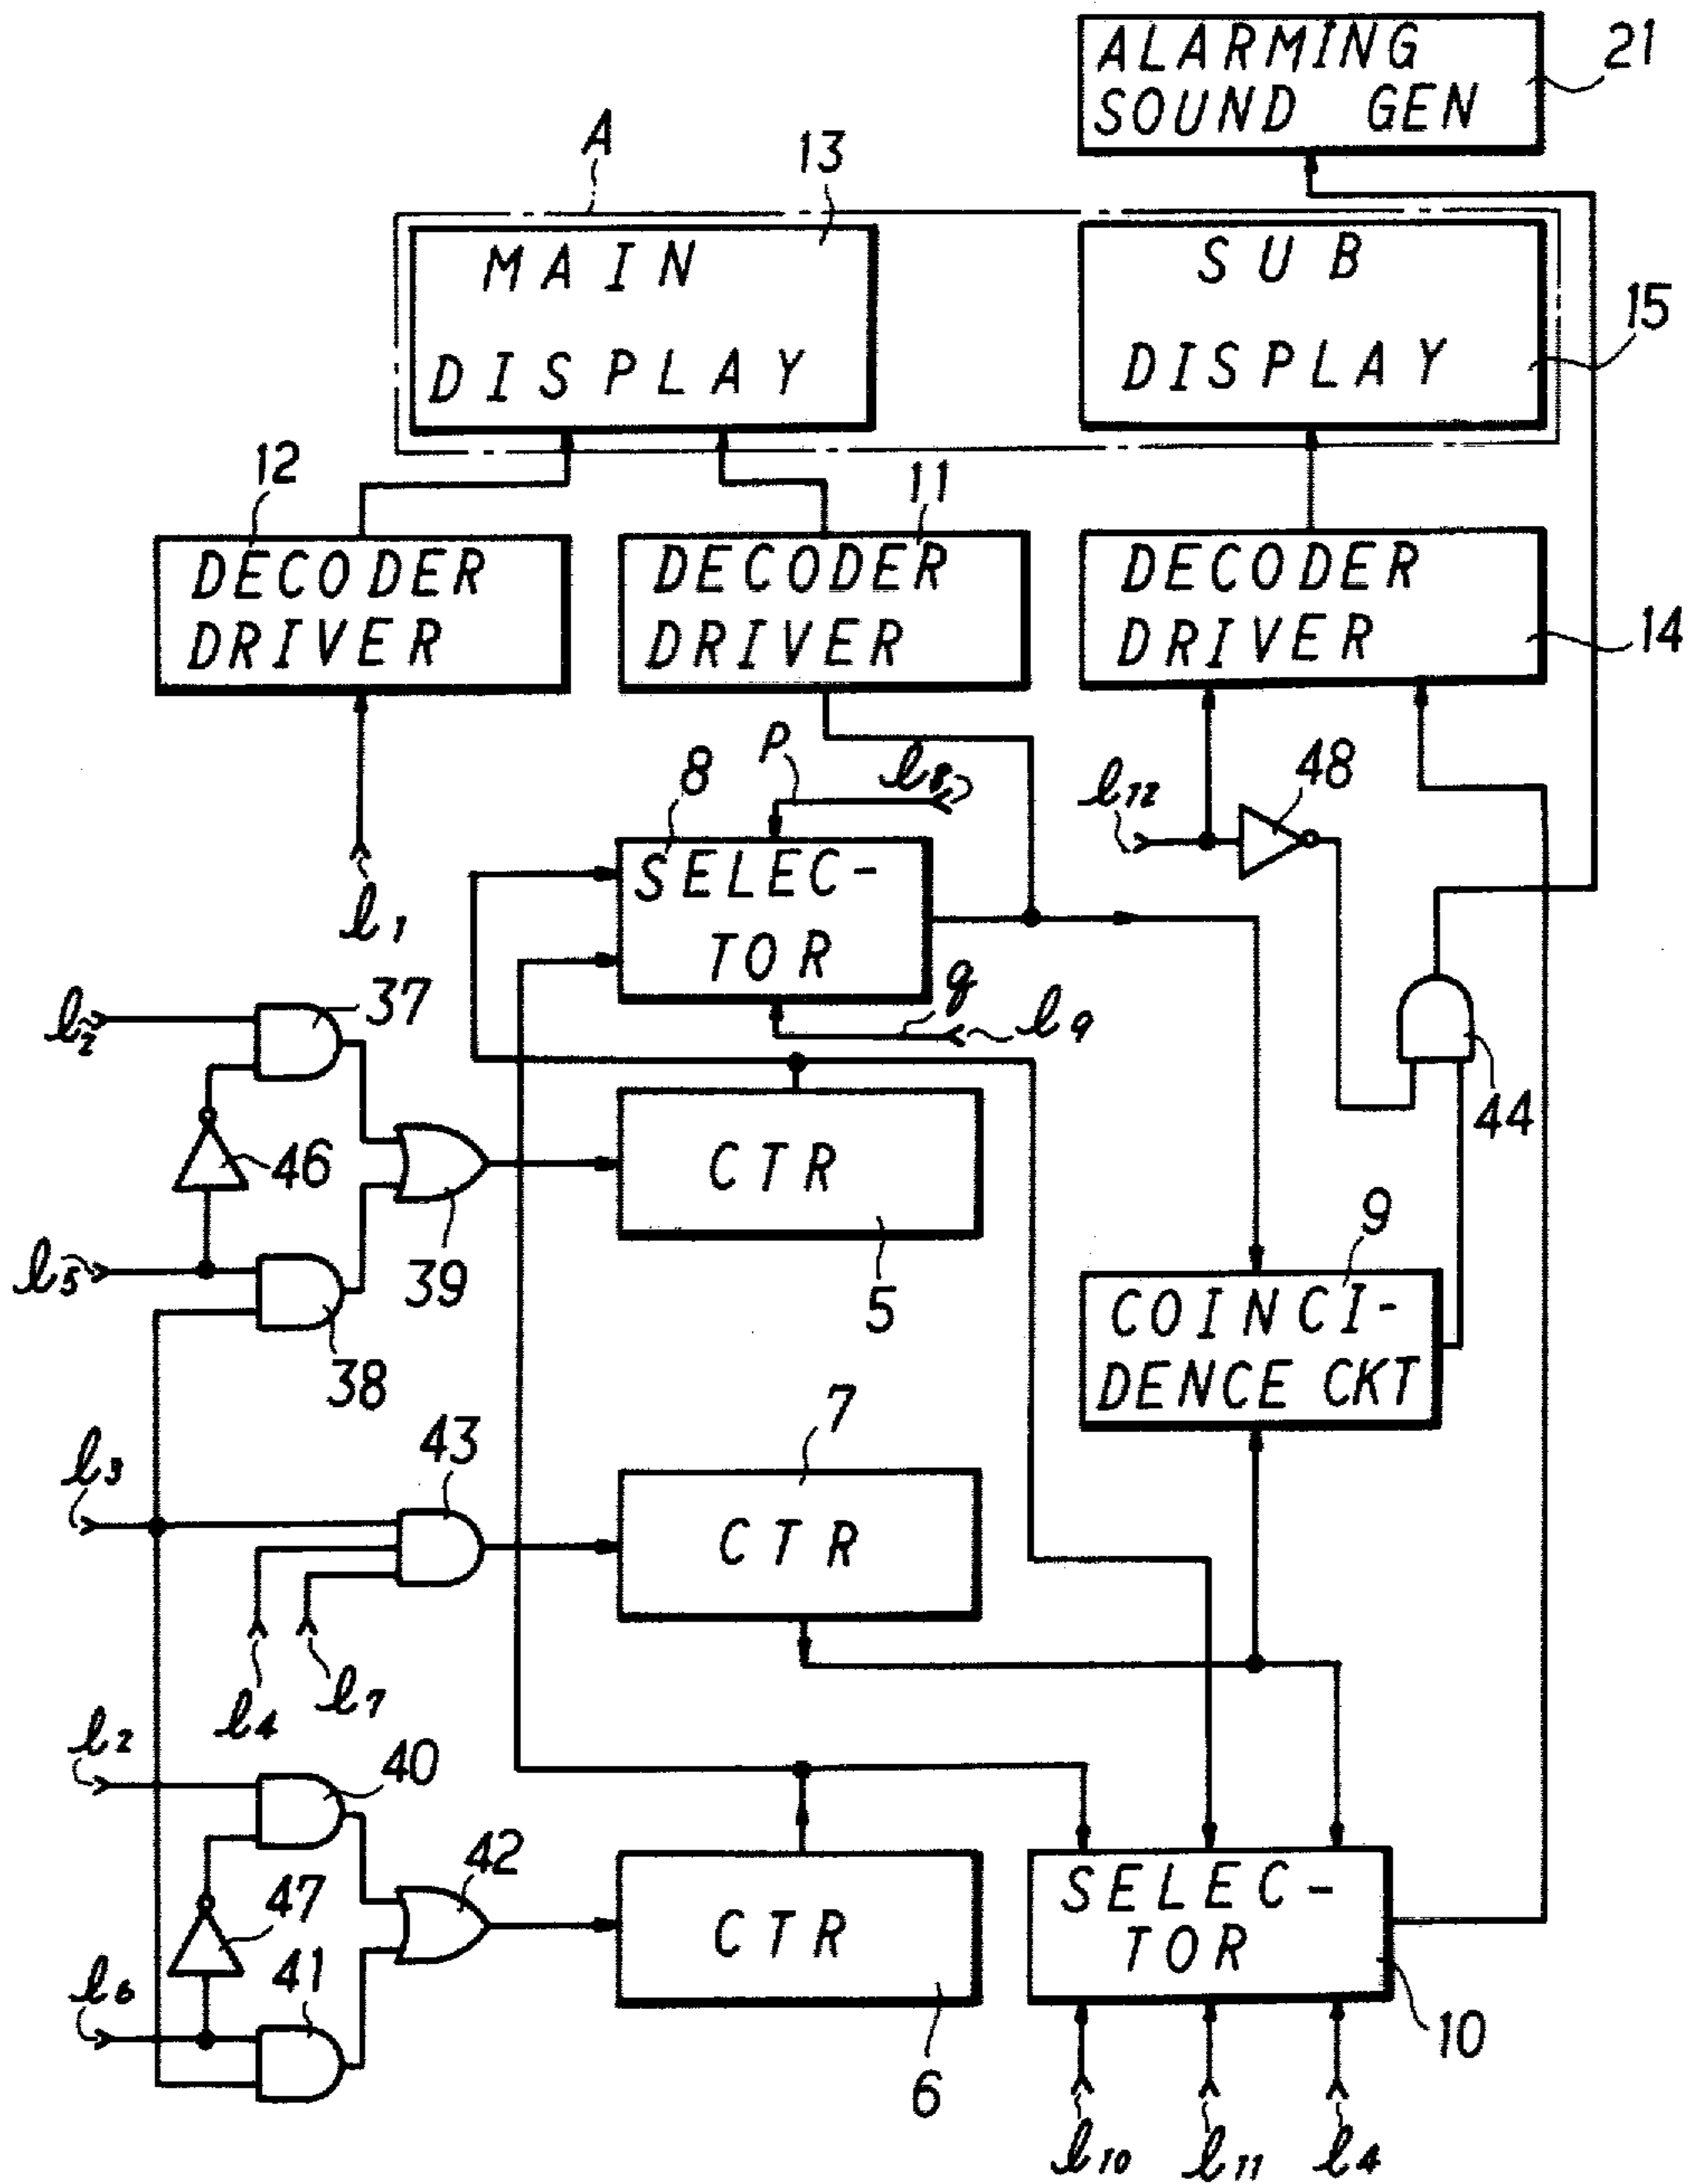 ALARMING
SOUND GEN
21
A
13
MAIN
DISPLAY
SUB
DISPLAY
15
12
DECODER
DRIVER
11
DECODER
DRIVER
DECODER
DRIVER
14
l1
8
p
l8
SELEC-
TOR
q
l9
l12
48
44
l2
37
46
l5
38
39
CTR
5
9
COINCI-
DENCE CKT
l3
43
l4
l7
7
CTR
l2
40
47
l6
41
42
CTR
6
SELEC-
TOR
10
l10
l11
l4